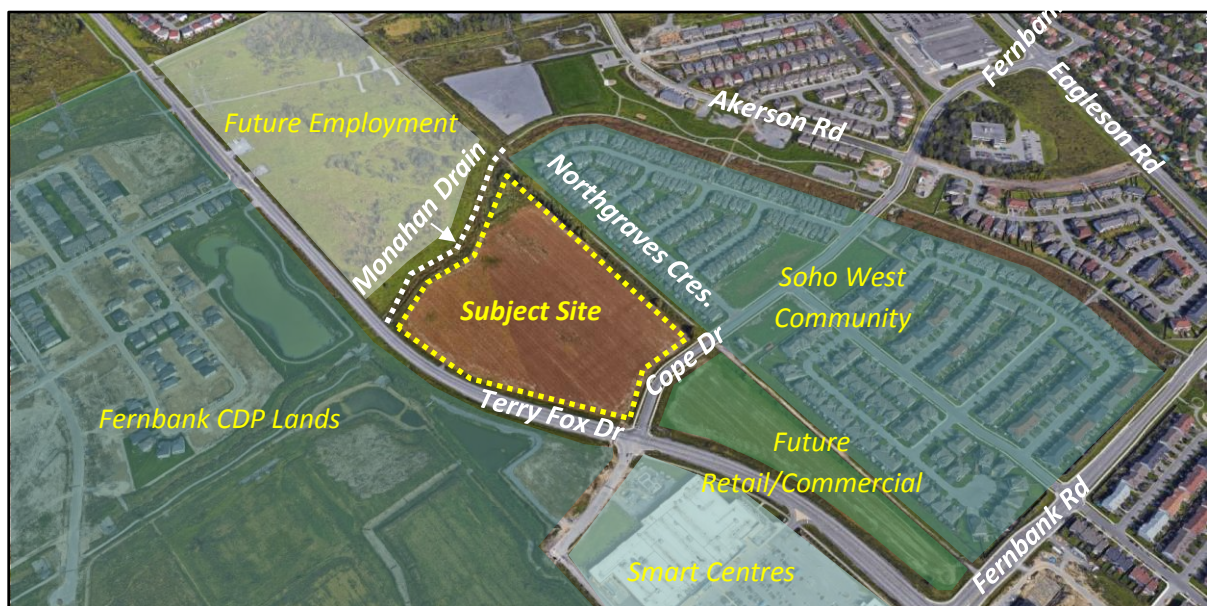 Fernbank
Eagleson Rd
Akerson Rd
Future Employment
Monahan Drain
Northgraves Cres.
Soho West
Community
Subject Site
Cope Dr
Terry Fox Dr
Fernbank CDP Lands
Future
Retail/Commercial
Fernbank Rd
Smart Centres